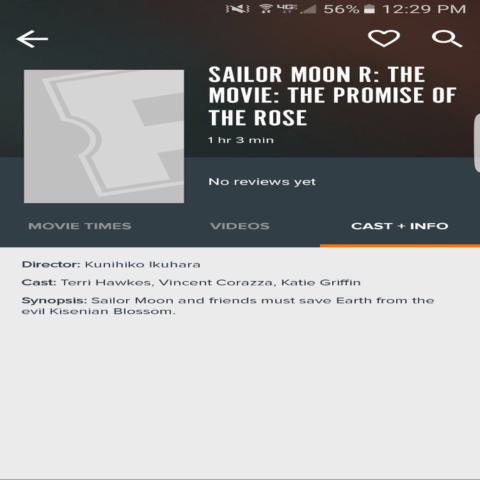 4G 56% 12:29 PM
SAILOR MOON R: THE
MOVIE: THE PROMISE OF
THE ROSE
1 hr 3 min
No reviews yet
MOVIE TIMES VIDEOS CAST + INFO
Director: Kunihiko Ikuhara
Cast: Terri Hawkes, Vincent Corazza, Katie Griffin
Synopsis: Sailor Moon and friends must save Earth from the
evil Kisenian Blossom.